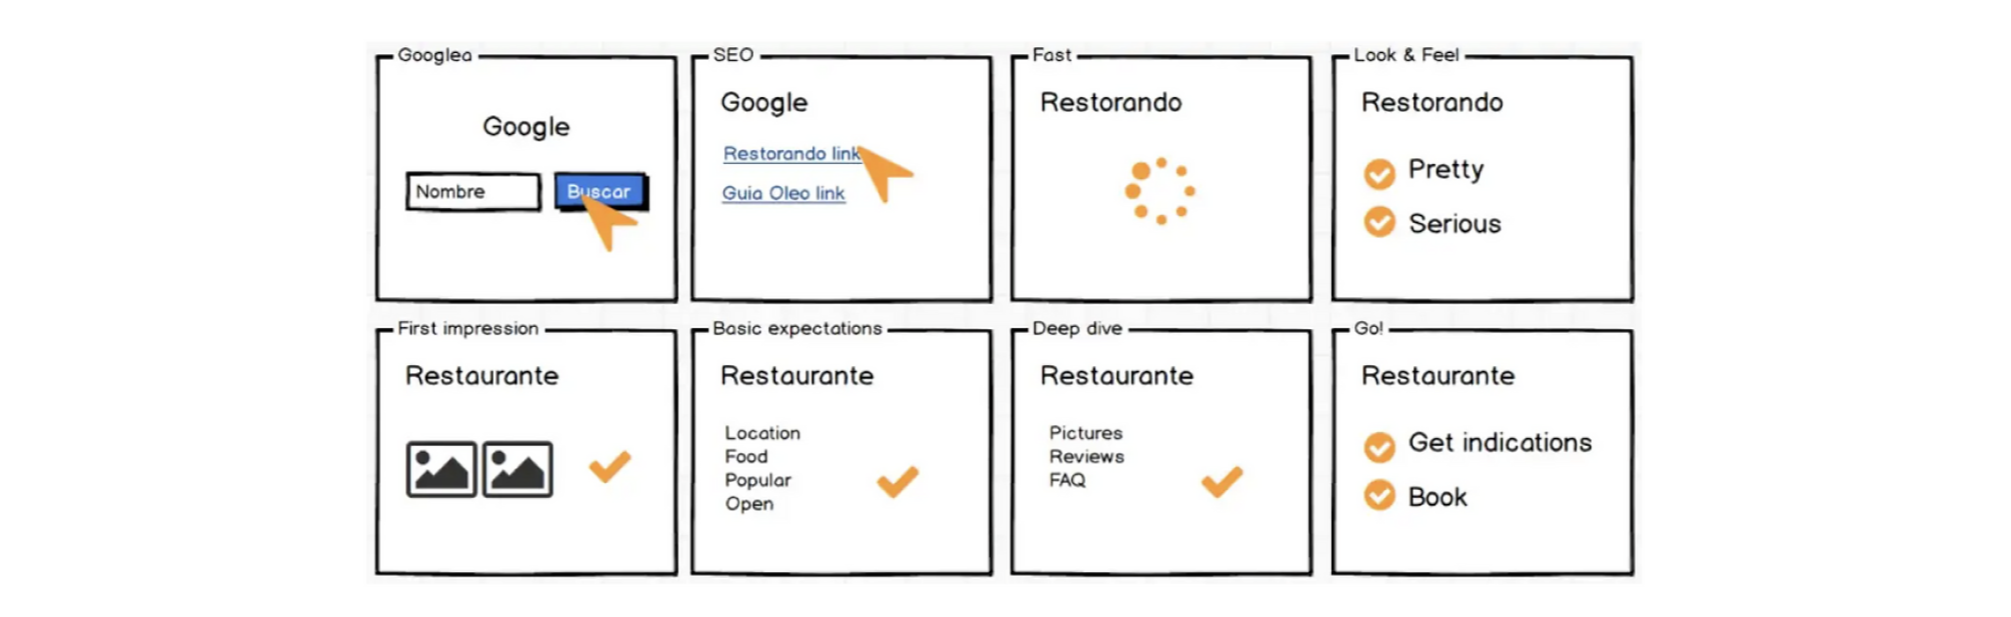 Googlea
Google
Nombre
Buscar
SEO
Google
Restorando link
Guia Oleo link
Fast
Restorando
Look & Feel
Restorando
Pretty
Serious
First impression
Restaurante
Basic expectations
Restaurante
Location
Food
Popular
Open
Deep dive
Restaurante
Pictures
Reviews
FAQ
Go!
Restaurante
Get indications
Book